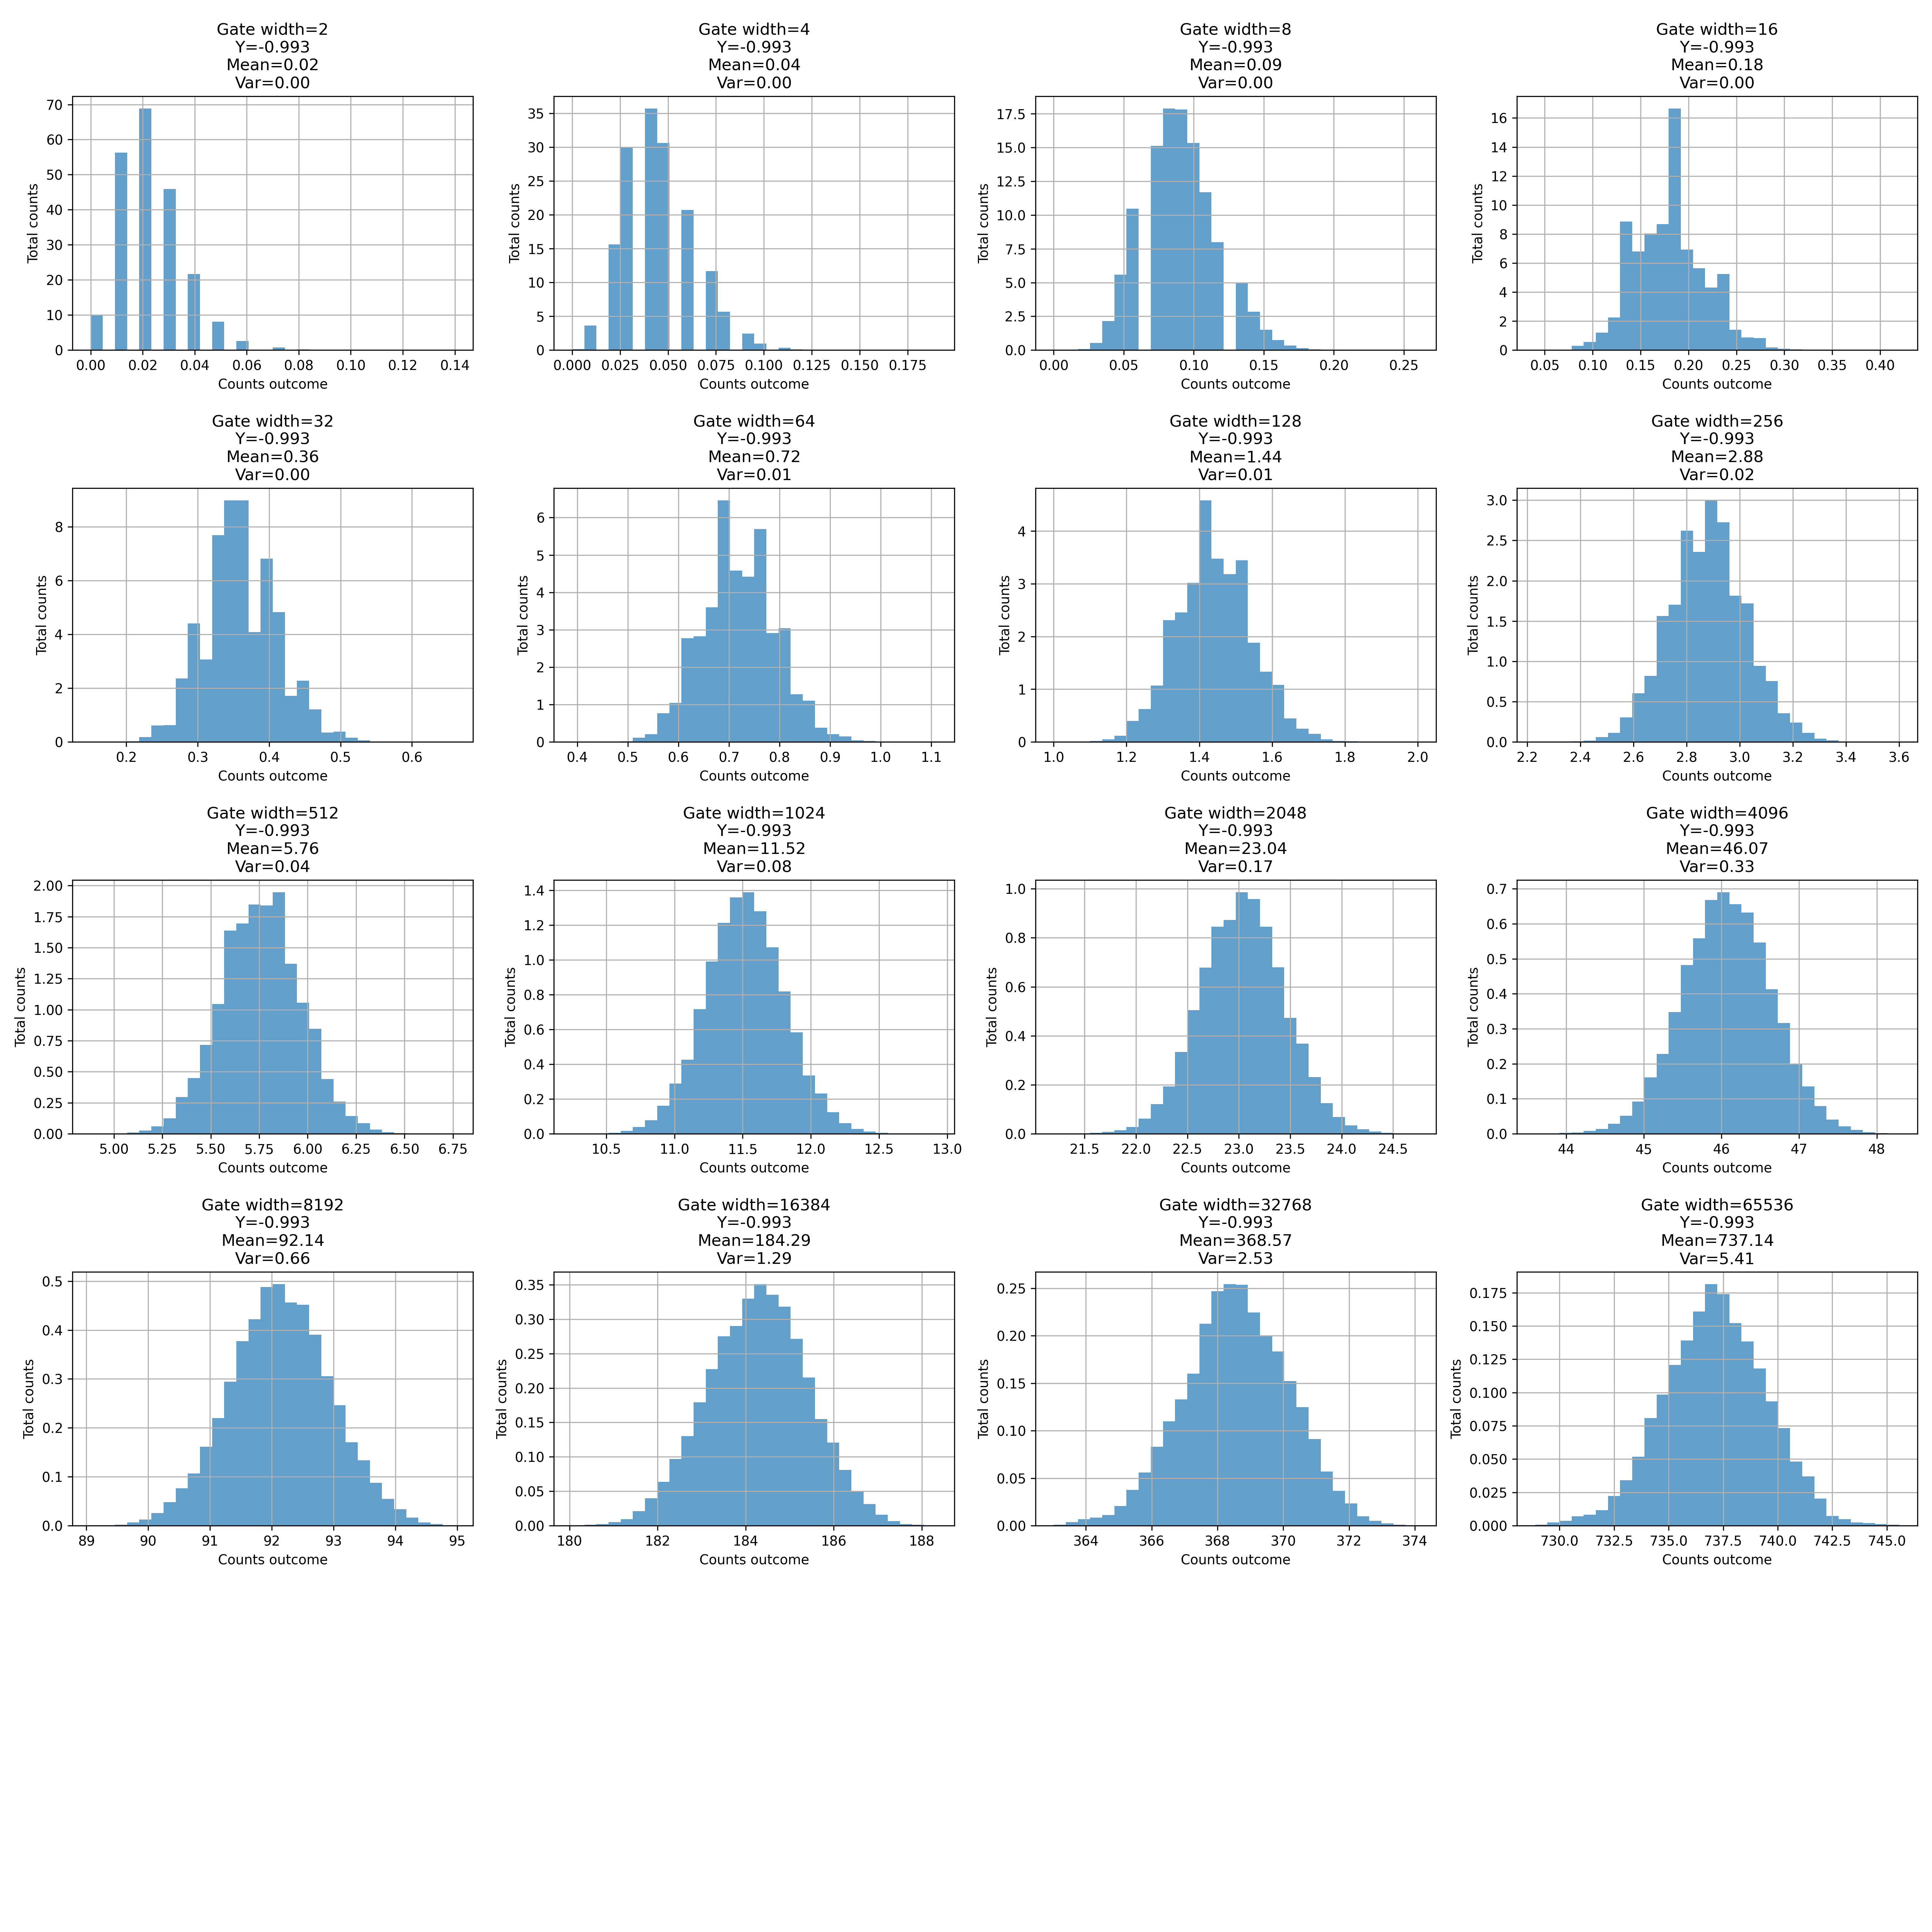 Gate width=2
Y=-0.993
Mean=0.02
Var=0.00
70
60
50
40
30
20
10
0
Total counts
0.00 0.02 0.04 0.06 0.08 0.10 0.12 0.14
Counts outcome
Gate width=4
Y=-0.993
Mean=0.04
Var=0.00
35
30
25
20
15
10
5
0
Total counts
0.000 0.025 0.050 0.075 0.100 0.125 0.150 0.175
Counts outcome
Gate width=8
Y=-0.993
Mean=0.09
Var=0.00
17.5
15.0
12.5
10.0
7.5
5.0
2.5
0.0
Total counts
0.00 0.05 0.10 0.15 0.20 0.25
Counts outcome
Gate width=16
Y=-0.993
Mean=0.18
Var=0.00
16
14
12
10
8
6
4
2
0
Total counts
0.05 0.10 0.15 0.20 0.25 0.30 0.35 0.40
Counts outcome
Gate width=32
Y=-0.993
Mean=0.36
Var=0.00
8
6
4
2
0
Total counts
0.2 0.3 0.4 0.5 0.6
Counts outcome
Gate width=64
Y=-0.993
Mean=0.72
Var=0.01
6
5
4
3
2
1
0
Total counts
0.4 0.5 0.6 0.7 0.8 0.9 1.0 1.1
Counts outcome
Gate width=128
Y=-0.993
Mean=1.44
Var=0.01
4
3
2
1
0
Total counts
1.0 1.2 1.4 1.6 1.8 2.0
Counts outcome
Gate width=256
Y=-0.993
Mean=2.88
Var=0.02
3.0
2.5
2.0
1.5
1.0
0.5
0.0
Total counts
2.2 2.4 2.6 2.8 3.0 3.2 3.4 3.6
Counts outcome
Gate width=512
Y=-0.993
Mean=5.76
Var=0.04
2.00
1.75
1.50
1.25
1.00
0.75
0.50
0.25
0.00
Total counts
5.00 5.25 5.50 5.75 6.00 6.25 6.50 6.75
Counts outcome
Gate width=1024
Y=-0.993
Mean=11.52
Var=0.08
1.4
1.2
1.0
0.8
0.6
0.4
0.2
0.0
Total counts
10.5 11.0 11.5 12.0 12.5 13.0
Counts outcome
Gate width=2048
Y=-0.993
Mean=23.04
Var=0.17
1.0
0.8
0.6
0.4
0.2
0.0
Total counts
21.5 22.0 22.5 23.0 23.5 24.0 24.5
Counts outcome
Gate width=4096
Y=-0.993
Mean=46.07
Var=0.33
0.7
0.6
0.5
0.4
0.3
0.2
0.1
0.0
Total counts
44 45 46 47 48
Counts outcome
Gate width=8192
Y=-0.993
Mean=92.14
Var=0.66
0.5
0.4
0.3
0.2
0.1
0.0
Total counts
89 90 91 92 93 94 95
Counts outcome
Gate width=16384
Y=-0.993
Mean=184.29
Var=1.29
0.35
0.30
0.25
0.20
0.15
0.10
0.05
0.00
Total counts
180 182 184 186 188
Counts outcome
Gate width=32768
Y=-0.993
Mean=368.57
Var=2.53
0.25
0.20
0.15
0.10
0.05
0.00
Total counts
364 366 368 370 372 374
Counts outcome
Gate width=65536
Y=-0.993
Mean=737.14
Var=5.41
0.175
0.150
0.125
0.100
0.075
0.050
0.025
0.000
Total counts
730.0 732.5 735.0 737.5 740.0 742.5 745.0
Counts outcome